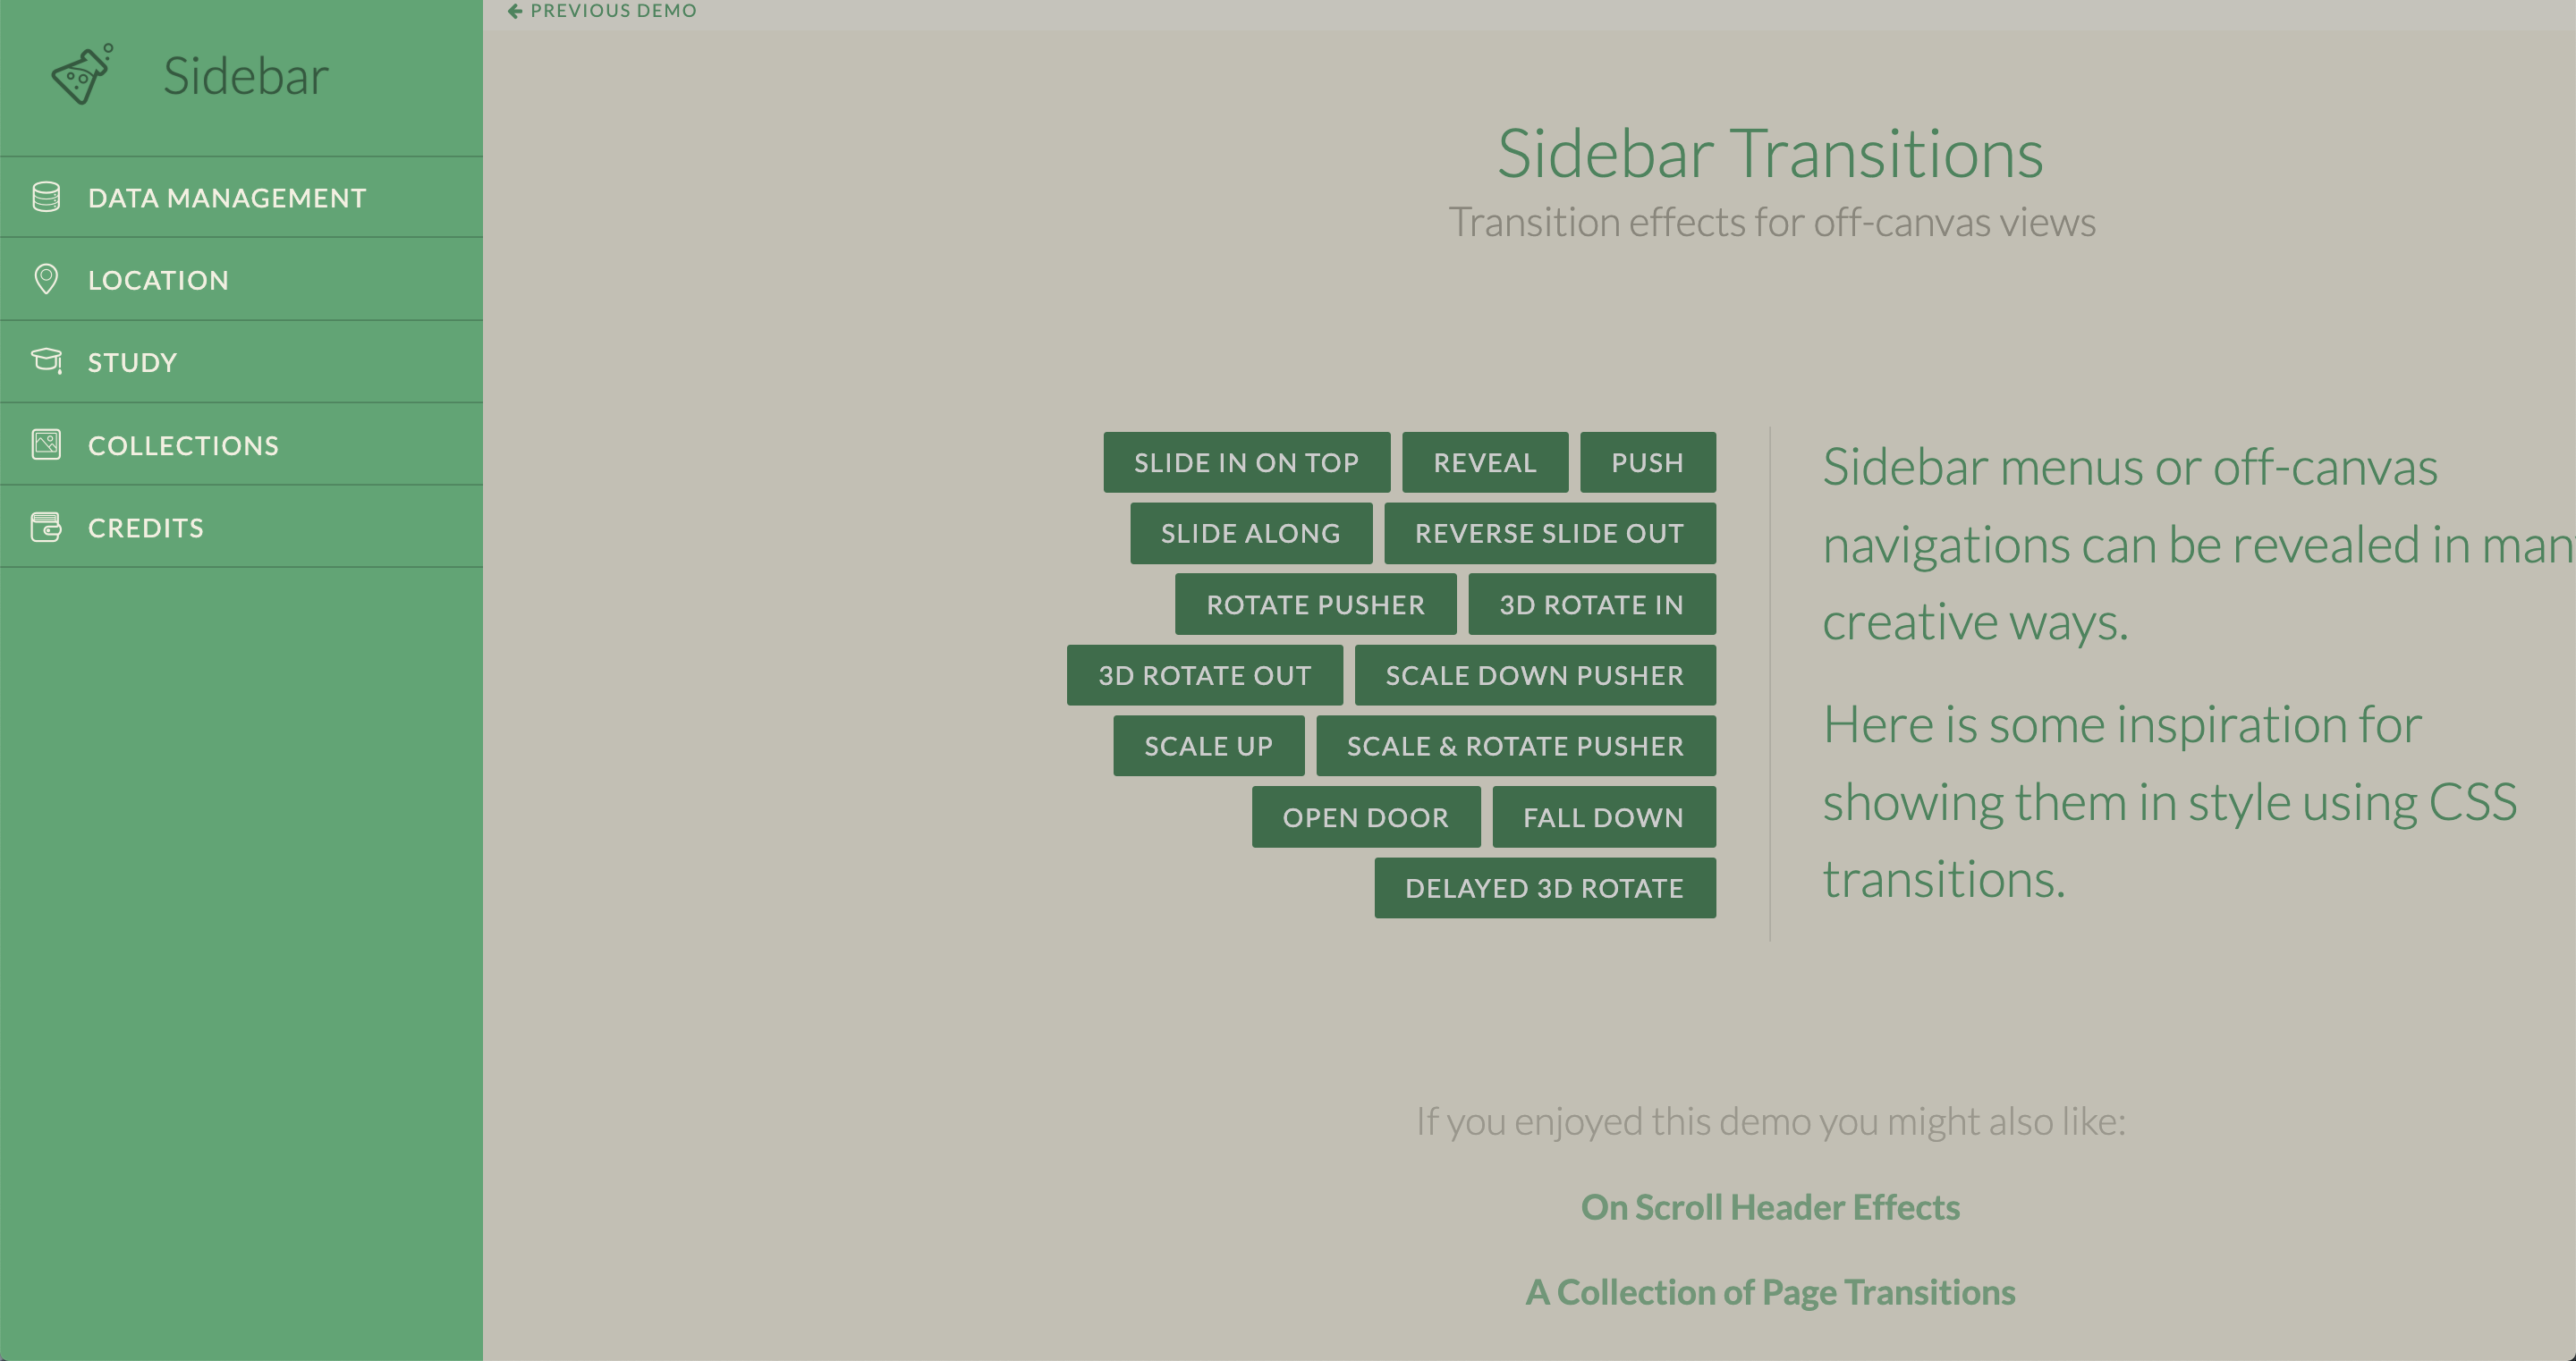 Sidebar
DATA MANAGEMENT
LOCATION
STUDY
COLLECTIONS
CREDITS
PREVIOUS DEMO
Sidebar Transitions
Transition effects for off-canvas views
SLIDE IN ON TOP
REVEAL
PUSH
SLIDE ALONG
REVERSE SLIDE OUT
ROTATE PUSHER
3D ROTATE IN
3D ROTATE OUT
SCALE DOWN PUSHER
SCALE UP
SCALE & ROTATE PUSHER
OPEN DOOR
FALL DOWN
DELAYED 3D ROTATE
Sidebar menus or off-canvas
navigations can be revealed in many
creative ways.
Here is some inspiration for
showing them in style using CSS
transitions.
If you enjoyed this demo you might also like:
On Scroll Header Effects
A Collection of Page Transitions